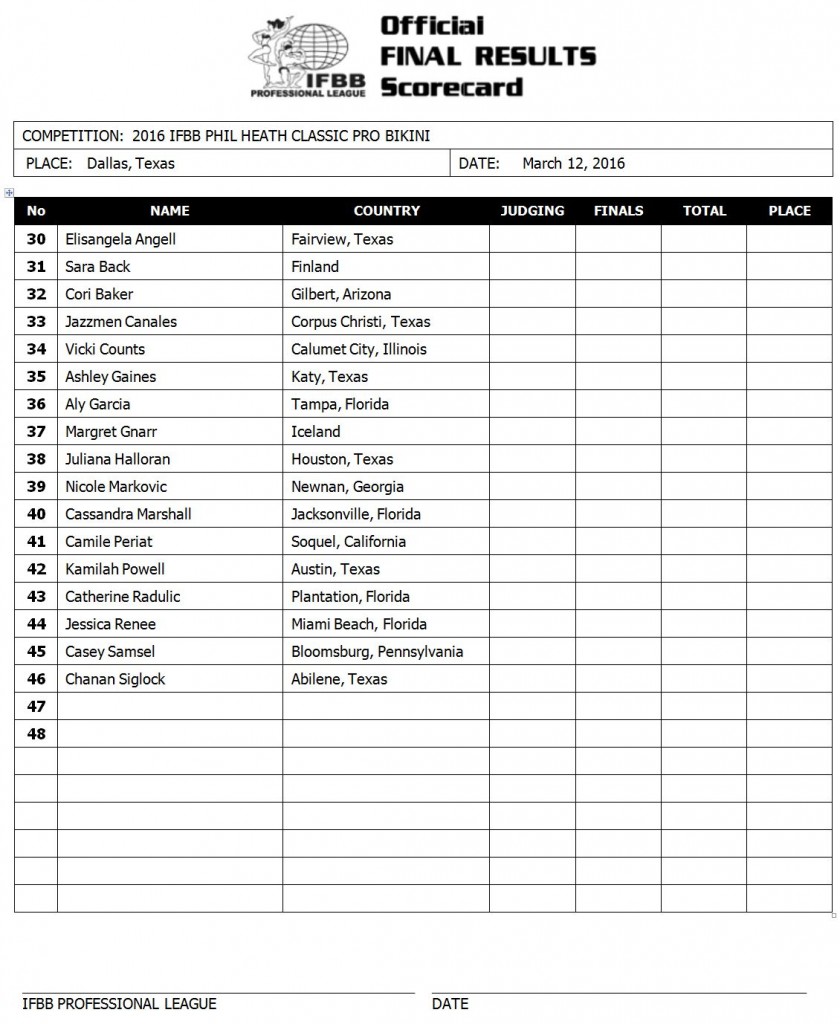 Official
FINAL RESULTS
Scorecard
IFBB
PROFESSIONAL LEAGUE
COMPETITION: 2016 IFBB PHIL HEATH CLASSIC PRO BIKINI
PLACE: Dallas, Texas DATE: March 12, 2016
No NAME COUNTRY JUDGING FINALS TOTAL PLACE
30 Elisangela Angell Fairview, Texas
31 Sara Back Finland
32 Cori Baker Gilbert, Arizona
33 Jazzmen Canales Corpus Christi, Texas
34 Vicki Counts Calumet City, Illinois
35 Ashley Gaines Katy, Texas
36 Aly Garcia Tampa, Florida
37 Margret Gnarr Iceland
38 Juliana Halloran Houston, Texas
39 Nicole Markovic Newnan, Georgia
40 Cassandra Marshall Jacksonville, Florida
41 Camile Periat Soquel, California
42 Kamilah Powell Austin, Texas
43 Catherine Radulic Plantation, Florida
44 Jessica Renee Miami Beach, Florida
45 Casey Samsel Bloomsburg, Pennsylvania
46 Chanan Siglock Abilene, Texas
47
48
IFBB PROFESSIONAL LEAGUE DATE